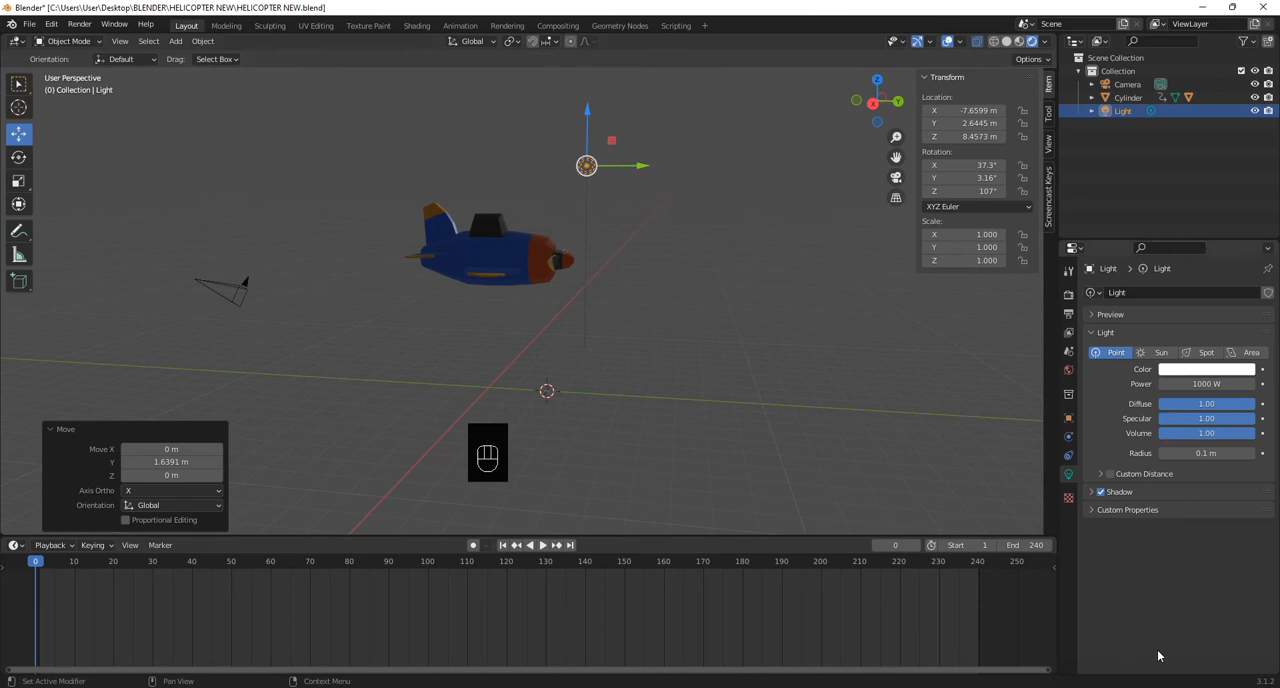 Blender* [C:\Users\User\Desktop\BLENDER\HELICOPTER NEW\HELICOPTER NEW.blend]
File Edit Render Window Help Layout Modeling Sculpting UV Editing Texture Paint Shading Animation Rendering Compositing Geometry Nodes Scripting + Scene ViewLayer
Object Mode View Select Add Object Global Options
Orientation: Default Drag: Select Box
User Perspective
(0) Collection | Light
Z
Y
X
Transform
Location:
X -7.6599 m
Y 2.6445 m
Z 8.4573 m
Rotation:
X 37.3°
Y 3.16°
Z 107°
XYZ Euler
Scale:
X 1.000
Y 1.000
Z 1.000
Item
Tool
View
Screencast Keys
Scene Collection
Collection
Camera
Cylinder
Light
Light > Light
Light
Preview
Light
Point Sun Spot Area
Color
Power 1000 W
Diffuse 1.00
Specular 1.00
Volume 1.00
Radius 0.1 m
Custom Distance
Shadow
Custom Properties
Move
Move X 0 m
Y 1.6391 m
Z 0 m
Axis Ortho X
Orientation Global
Proportional Editing
Playback Keying View Marker 0 Start 1 End 240
0 10 20 30 40 50 60 70 80 90 100 110 120 130 140 150 160 170 180 190 200 210 220 230 240 250
Set Active Modifier Pan View Context Menu 3.1.2